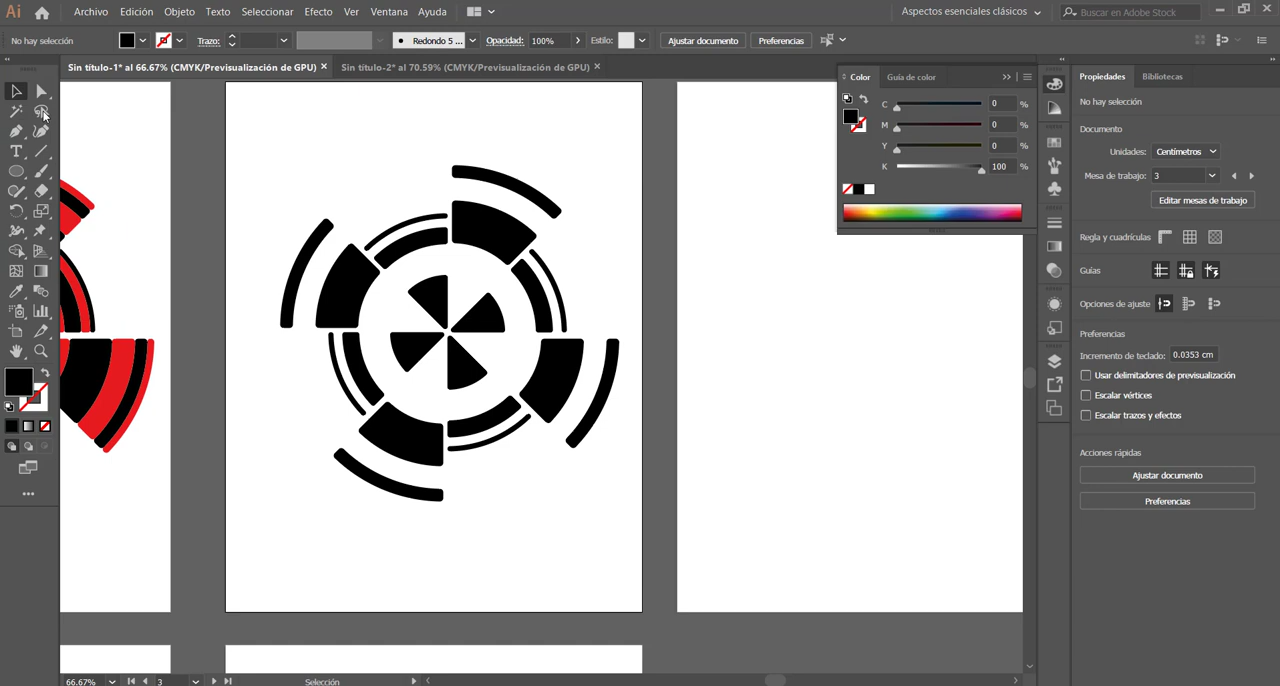 Ai Archivo Edición Objeto Texto Seleccionar Efecto Ver Ventana Ayuda Aspectos esenciales clásicos Buscar en Adobe Stock
No hay selección Trazo: Redondo 5 ... Opacidad: 100% Estilo: Ajustar documento Preferencias
Sin título-1* al 66.67% (CMYK/Previsualización de GPU) × Sin título-2* al 70.59% (CMYK/Previsualización de GPU) ×
Color Guía de color
C 0 %
M 0 %
Y 0 %
K 100 %
Propiedades Bibliotecas
No hay selección
Documento
Unidades: Centímetros
Mesa de trabajo: 3
Editar mesas de trabajo
Regla y cuadrículas
Guías
Opciones de ajuste
Preferencias
Incremento de teclado: 0.0353 cm
Usar delimitadores de previsualización
Escalar vértices
Escalar trazos y efectos
Acciones rápidas
Ajustar documento
Preferencias
66.67% 3 Selección